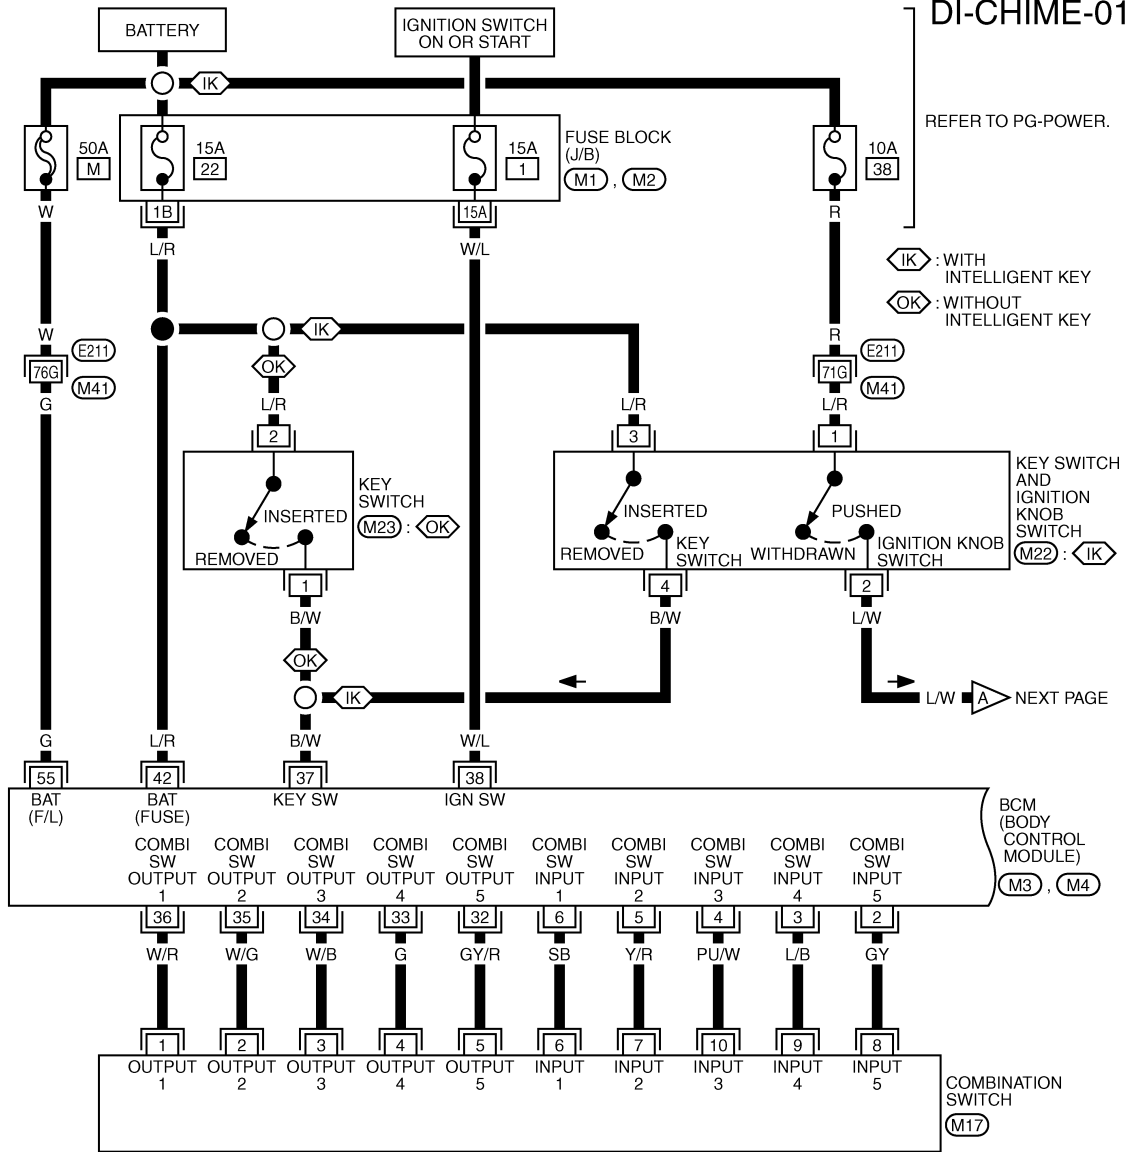 DI-CHIME-01
BATTERY
IGNITION SWITCH
ON OR START
IK
REFER TO PG-POWER.
50A
M
15A
22
15A
1
FUSE BLOCK
(J/B)
M1 , M2
10A
38
1B
15A
W
L/R
W/L
R
IK : WITH
INTELLIGENT KEY
OK : WITHOUT
INTELLIGENT KEY
W
IK
R
E211
E211
76G
OK
71G
M41
M41
G
L/R
L/R
L/R
2
3
1
KEY
SWITCH
M23 : OK
INSERTED
REMOVED
INSERTED
REMOVED
KEY
SWITCH
PUSHED
WITHDRAWN
IGNITION KNOB
SWITCH
KEY SWITCH
AND
IGNITION
KNOB
SWITCH
M22 : IK
1
4
2
B/W
B/W
L/W
OK
IK
L/W
A
NEXT PAGE
G
L/R
B/W
W/L
55
42
37
38
BAT
(F/L)
BAT
(FUSE)
KEY SW
IGN SW
BCM
(BODY
CONTROL
MODULE)
M3 , M4
COMBI
SW
OUTPUT
1
COMBI
SW
OUTPUT
2
COMBI
SW
OUTPUT
3
COMBI
SW
OUTPUT
4
COMBI
SW
OUTPUT
5
COMBI
SW
INPUT
1
COMBI
SW
INPUT
2
COMBI
SW
INPUT
3
COMBI
SW
INPUT
4
COMBI
SW
INPUT
5
36
35
34
33
32
6
5
4
3
2
W/R
W/G
W/B
G
GY/R
SB
Y/R
PU/W
L/B
GY
1
2
3
4
5
6
7
10
9
8
OUTPUT
1
OUTPUT
2
OUTPUT
3
OUTPUT
4
OUTPUT
5
INPUT
1
INPUT
2
INPUT
3
INPUT
4
INPUT
5
COMBINATION
SWITCH
M17